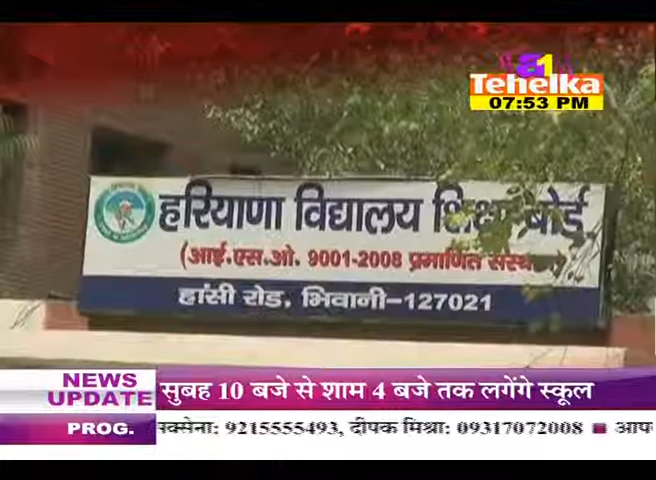 a1
Tehelka
07:53 PM
हरियाणा विद्यालय शिक्षा बोर्ड
(आई.एस.ओ. 9001-2008 प्रमाणित संस्था)
हांसी रोड, भिवानी-127021
NEWS UPDATE
सुबह 10 बजे से शाम 4 बजे तक लगेंगे स्कूल
PROG.
9215555493, दीपक मिश्रा: 09317072008 ■ आप